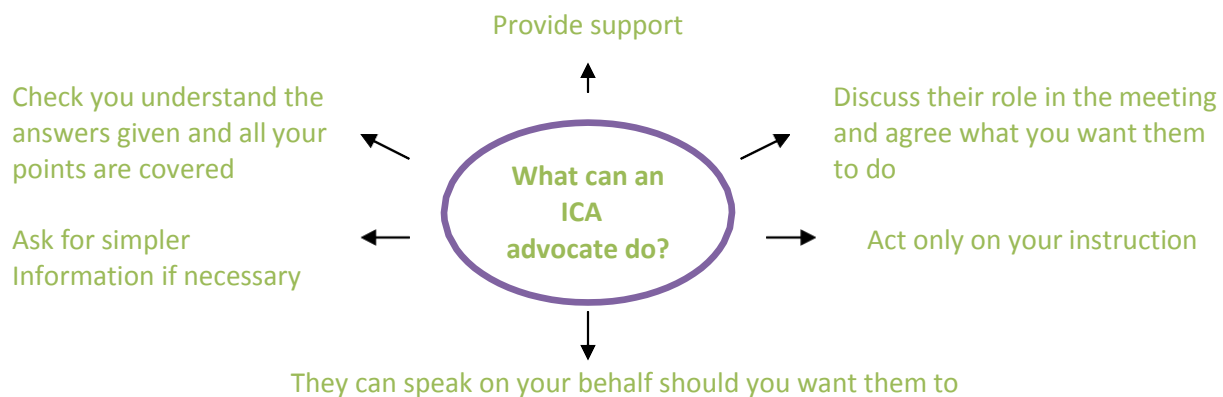 Provide support
Check you understand the
answers given and all your
points are covered
Discuss their role in the meeting
and agree what you want them
to do
What can an
ICA
advocate do?
Ask for simpler
Information if necessary
Act only on your instruction
They can speak on your behalf should you want them to